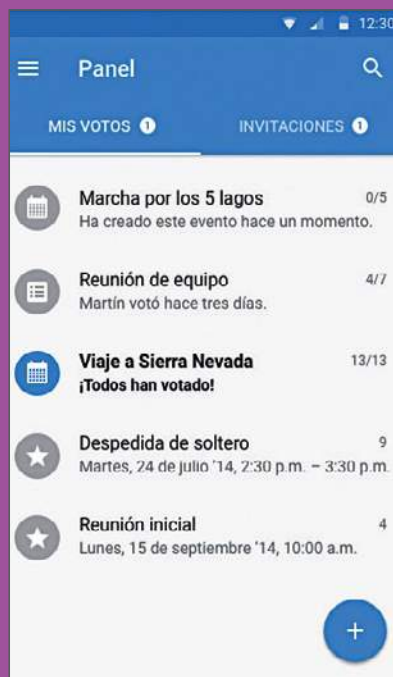 12:30
Panel
MIS VOTOS 1
INVITACIONES 1
Marcha por los 5 lagos 0/5
Ha creado este evento hace un momento.
Reunión de equipo 4/7
Martín votó hace tres días.
Viaje a Sierra Nevada 13/13
¡Todos han votado!
Despedida de soltero 9
Martes, 24 de julio '14, 2:30 p.m. – 3:30 p.m.
Reunión inicial 4
Lunes, 15 de septiembre '14, 10:00 a.m.